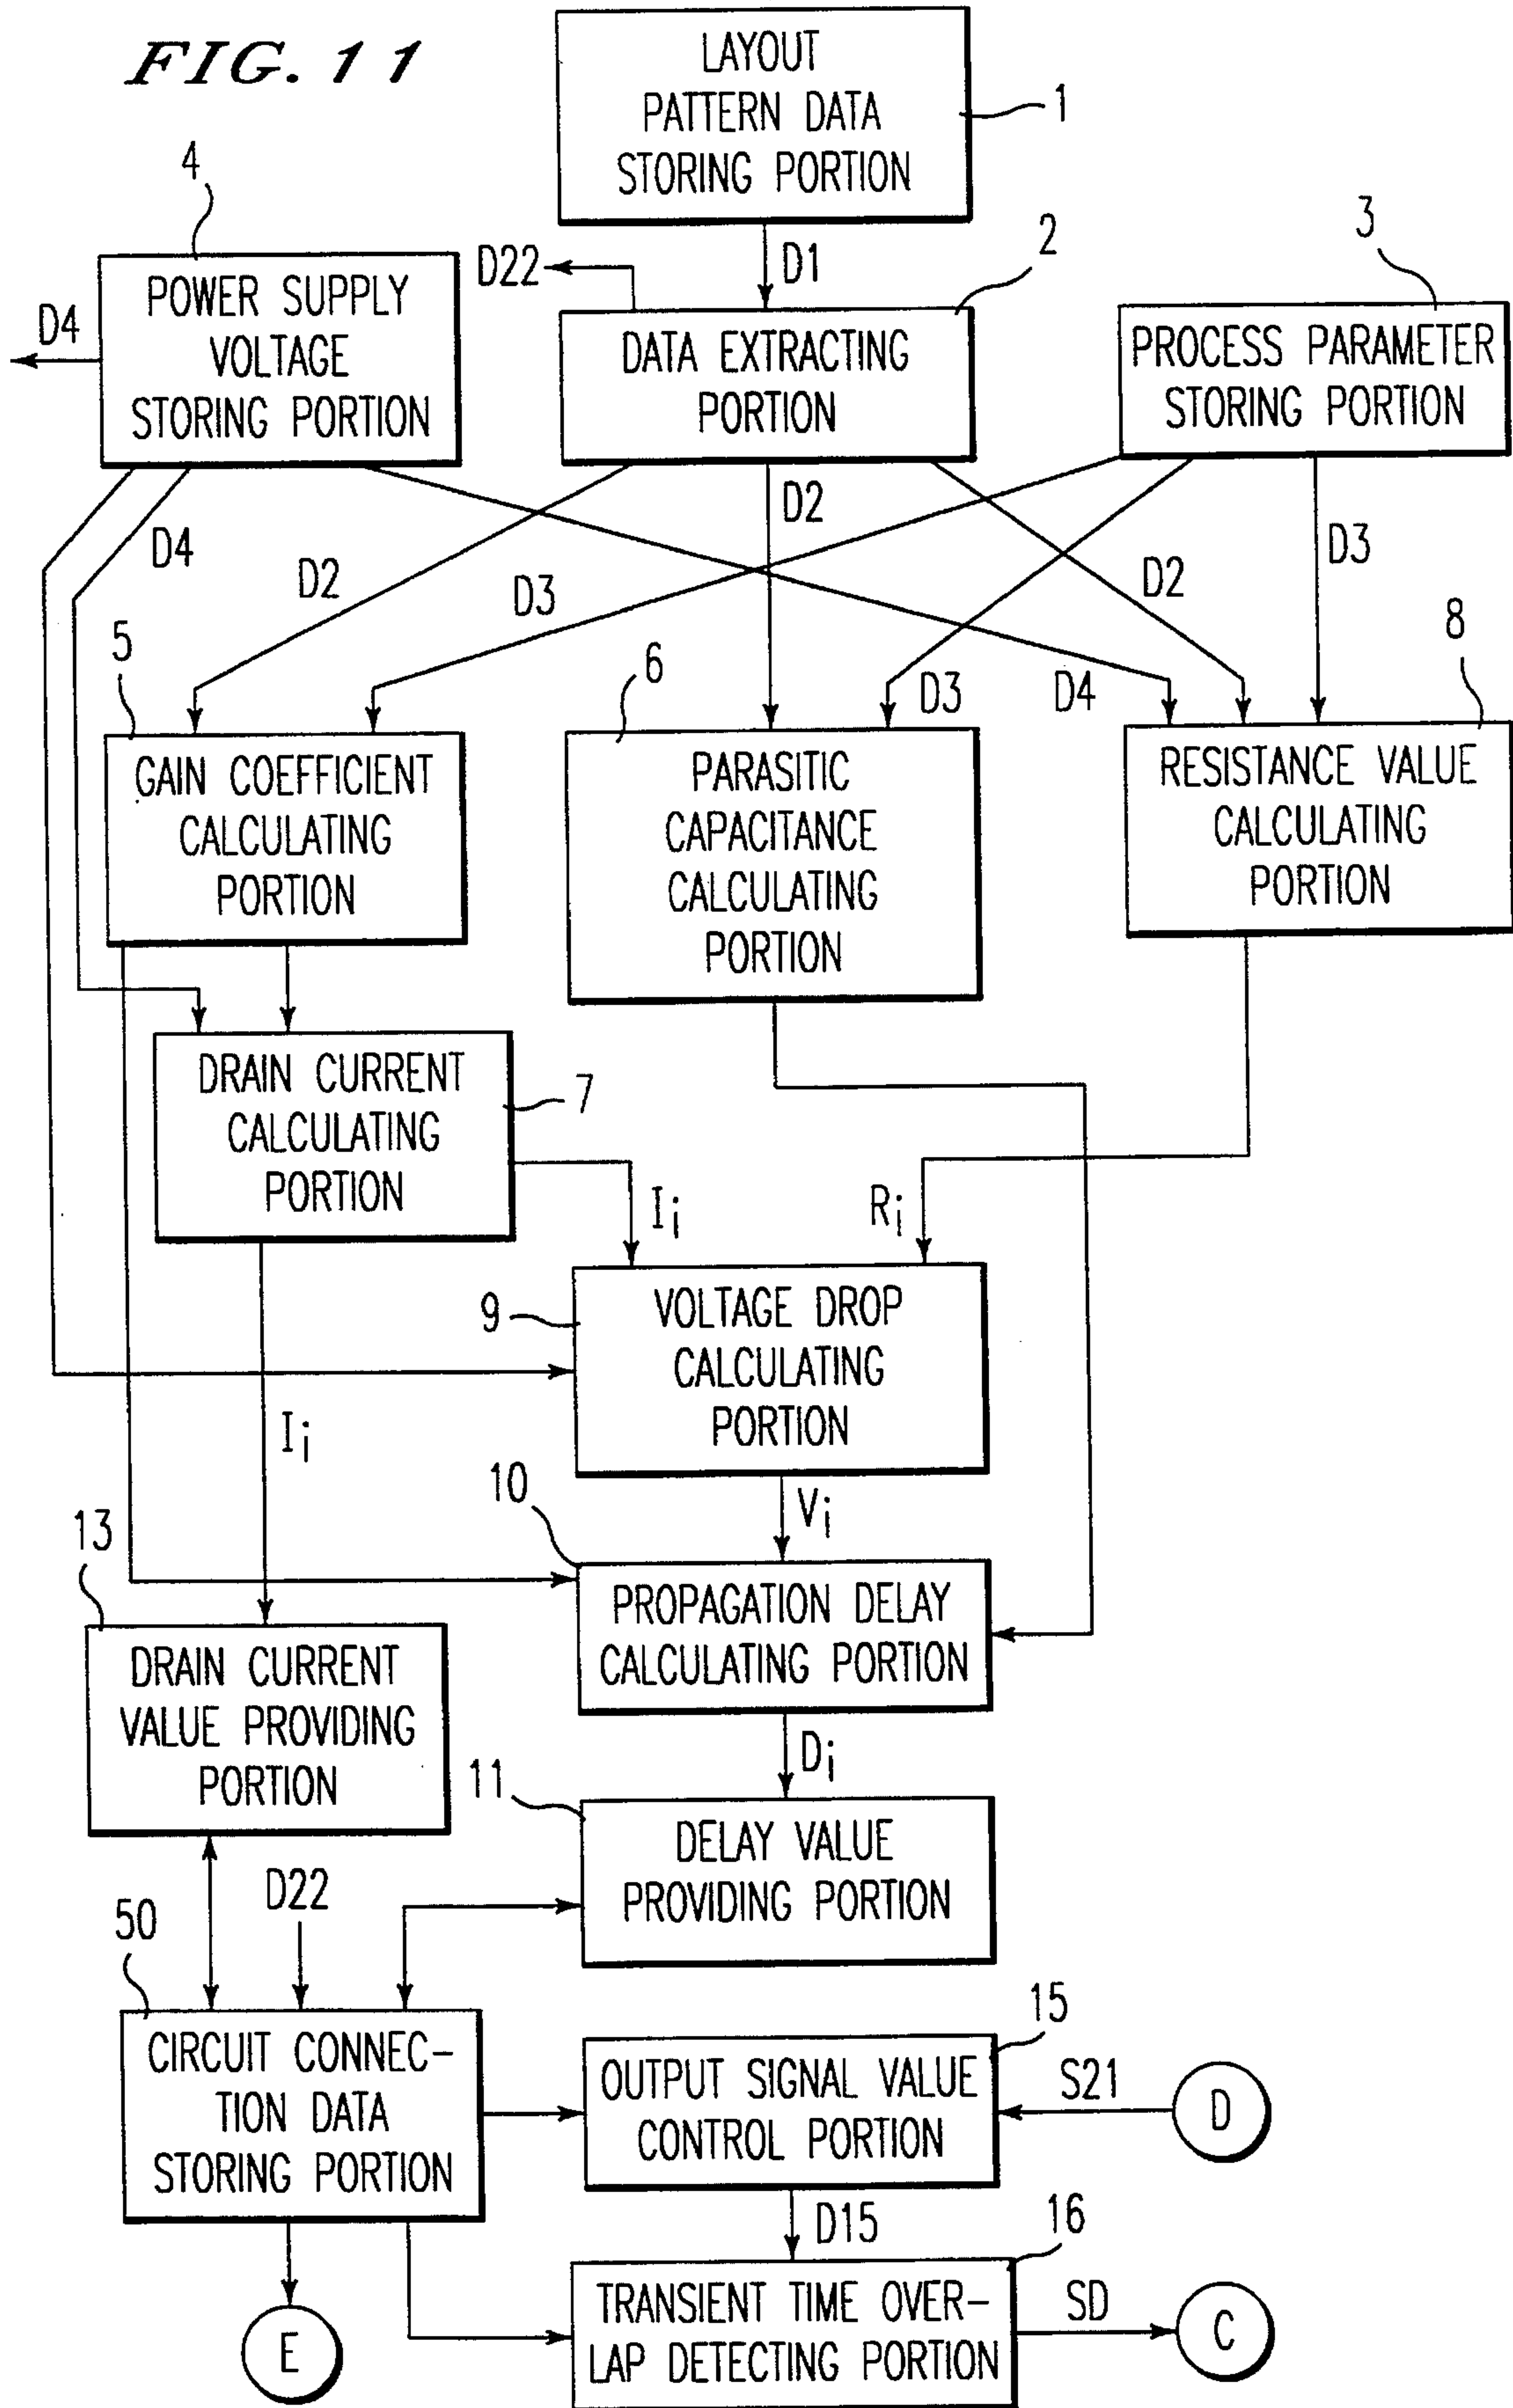 FIG. 11
LAYOUT
PATTERN DATA
STORING PORTION
1
4
2
3
D22
D1
D4
POWER SUPPLY
VOLTAGE
STORING PORTION
DATA EXTRACTING
PORTION
PROCESS PARAMETER
STORING PORTION
D4
D2
D3
D2
D2
D3
5
6
D3
D4
8
GAIN COEFFICIENT
CALCULATING
PORTION
PARASITIC
CAPACITANCE
CALCULATING
PORTION
RESISTANCE VALUE
CALCULATING
PORTION
DRAIN CURRENT
CALCULATING
PORTION
7
Ii
Ri
9
VOLTAGE DROP
CALCULATING
PORTION
Ii
10
Vi
13
PROPAGATION DELAY
CALCULATING PORTION
DRAIN CURRENT
VALUE PROVIDING
PORTION
Di
11
DELAY VALUE
PROVIDING PORTION
D22
50
CIRCUIT CONNEC-
TION DATA
STORING PORTION
15
OUTPUT SIGNAL VALUE
CONTROL PORTION
S21
D
D15
16
TRANSIENT TIME OVER-
LAP DETECTING PORTION
SD
C
E